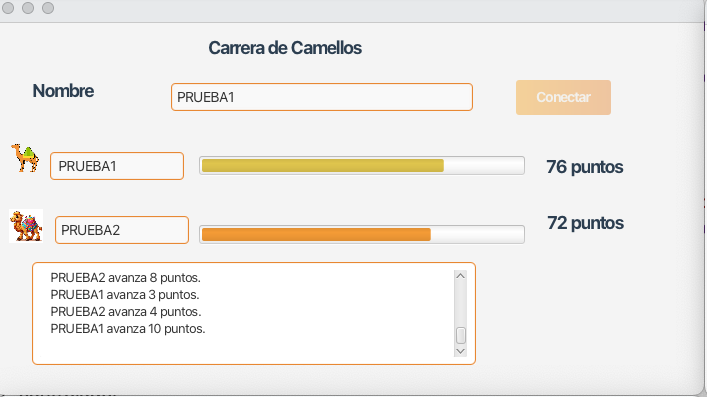 Carrera de Camellos
Nombre
PRUEBA1
Conectar
PRUEBA1
76 puntos
PRUEBA2
72 puntos
PRUEBA2 avanza 8 puntos.
PRUEBA1 avanza 3 puntos.
PRUEBA2 avanza 4 puntos.
PRUEBA1 avanza 10 puntos.